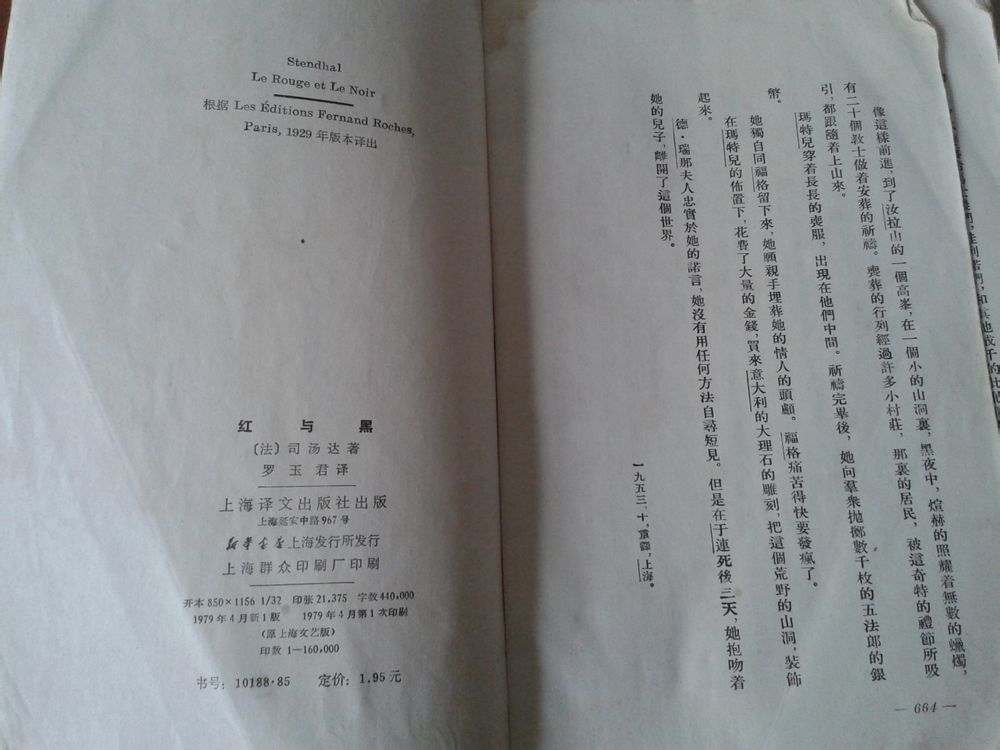 像這樣前進，到了汝拉山的一個高峯，在一個小的山洞裏，黑夜中，煊赫的照耀着無數的蠟燭，
有二十個教士做着安葬的祈禱。喪葬的行列經過許多小村莊，那裏的居民，被這奇特的禮節所吸
引，都跟隨着上山來。
瑪特兒穿着長長的喪服，出現在他們中間。祈禱完畢後，她向羣衆拋擲數千枚的五法郎的銀
幣。
她獨自同福格留下來，她願親手埋葬她的情人的頭顱。福格痛苦得快要發瘋了。
在瑪特兒的佈置下，花費了大量的金錢，買來意大利的大理石的雕刻，把這個荒野的山洞，裝飾
起來。
德·瑞那夫人忠實於她的諾言，她沒有用任何方法自尋短見。但是在于連死後三天，她抱吻着
她的兒子，離開了這個世界。
一九五三，十，重譯，上海。
— 664 —
Stendhal
Le Rouge et Le Noir
根据 Les Éditions Fernand Roches,
Paris, 1929 年版本译出
红与黑
〔法〕司汤达著
罗玉君译
上海译文出版社出版
上海延安中路967号
新华书店上海发行所发行
上海群众印刷厂印刷
开本 850×1156 1/32 印张 21.375 字数 440,000
1979年4月新1版 1979年4月第1次印刷
(原上海文艺版)
印数 1—160,000
书号：10188·85 定价：1.95 元